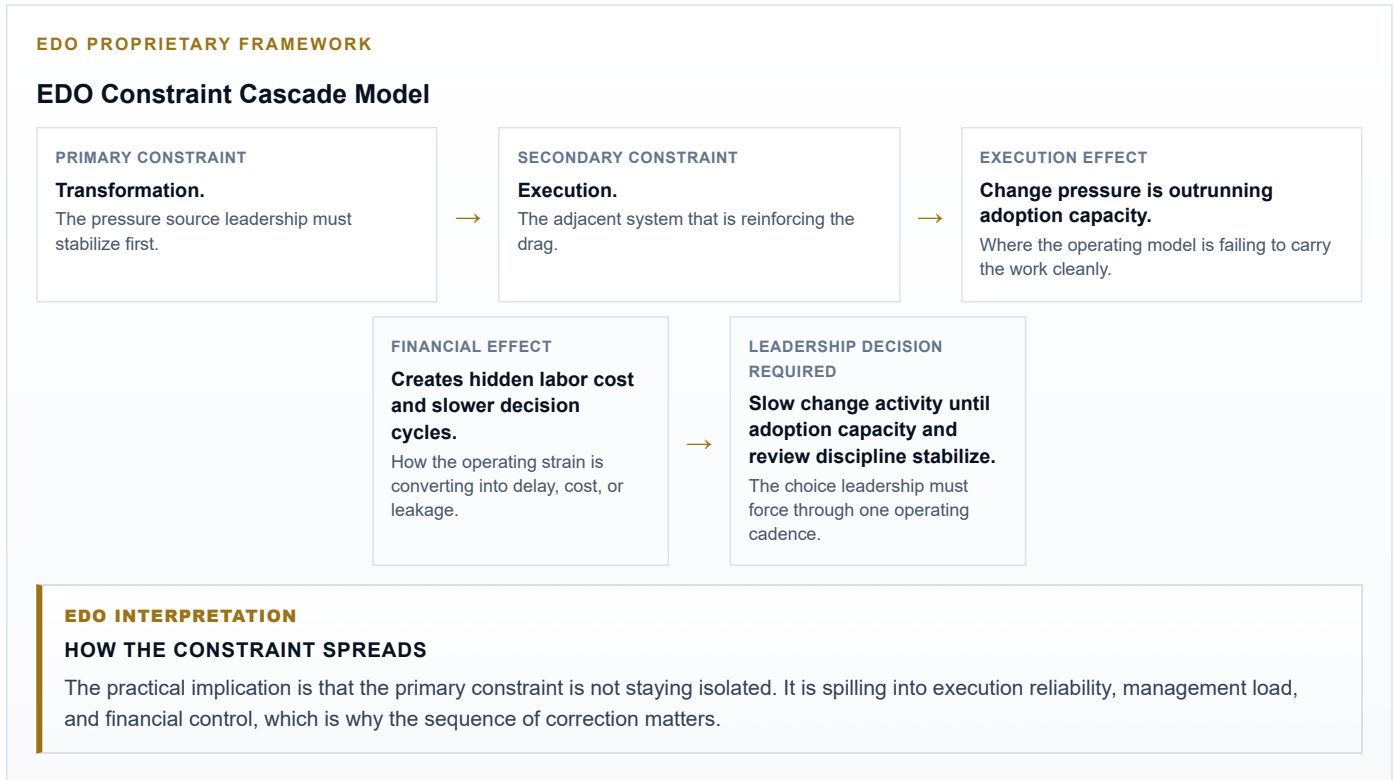 EDO PROPRIETARY FRAMEWORK
EDO Constraint Cascade Model
PRIMARY CONSTRAINT
Transformation.
The pressure source leadership must
stabilize first.
→
SECONDARY CONSTRAINT
Execution.
The adjacent system that is reinforcing the
drag.
→
EXECUTION EFFECT
Change pressure is outrunning
adoption capacity.
Where the operating model is failing to carry
the work cleanly.
FINANCIAL EFFECT
Creates hidden labor cost
and slower decision
cycles.
How the operating strain is
converting into delay, cost, or
leakage.
→
LEADERSHIP DECISION
REQUIRED
Slow change activity until
adoption capacity and
review discipline stabilize.
The choice leadership must
force through one operating
cadence.
EDO INTERPRETATION
HOW THE CONSTRAINT SPREADS
The practical implication is that the primary constraint is not staying isolated. It is spilling into execution reliability, management load,
and financial control, which is why the sequence of correction matters.